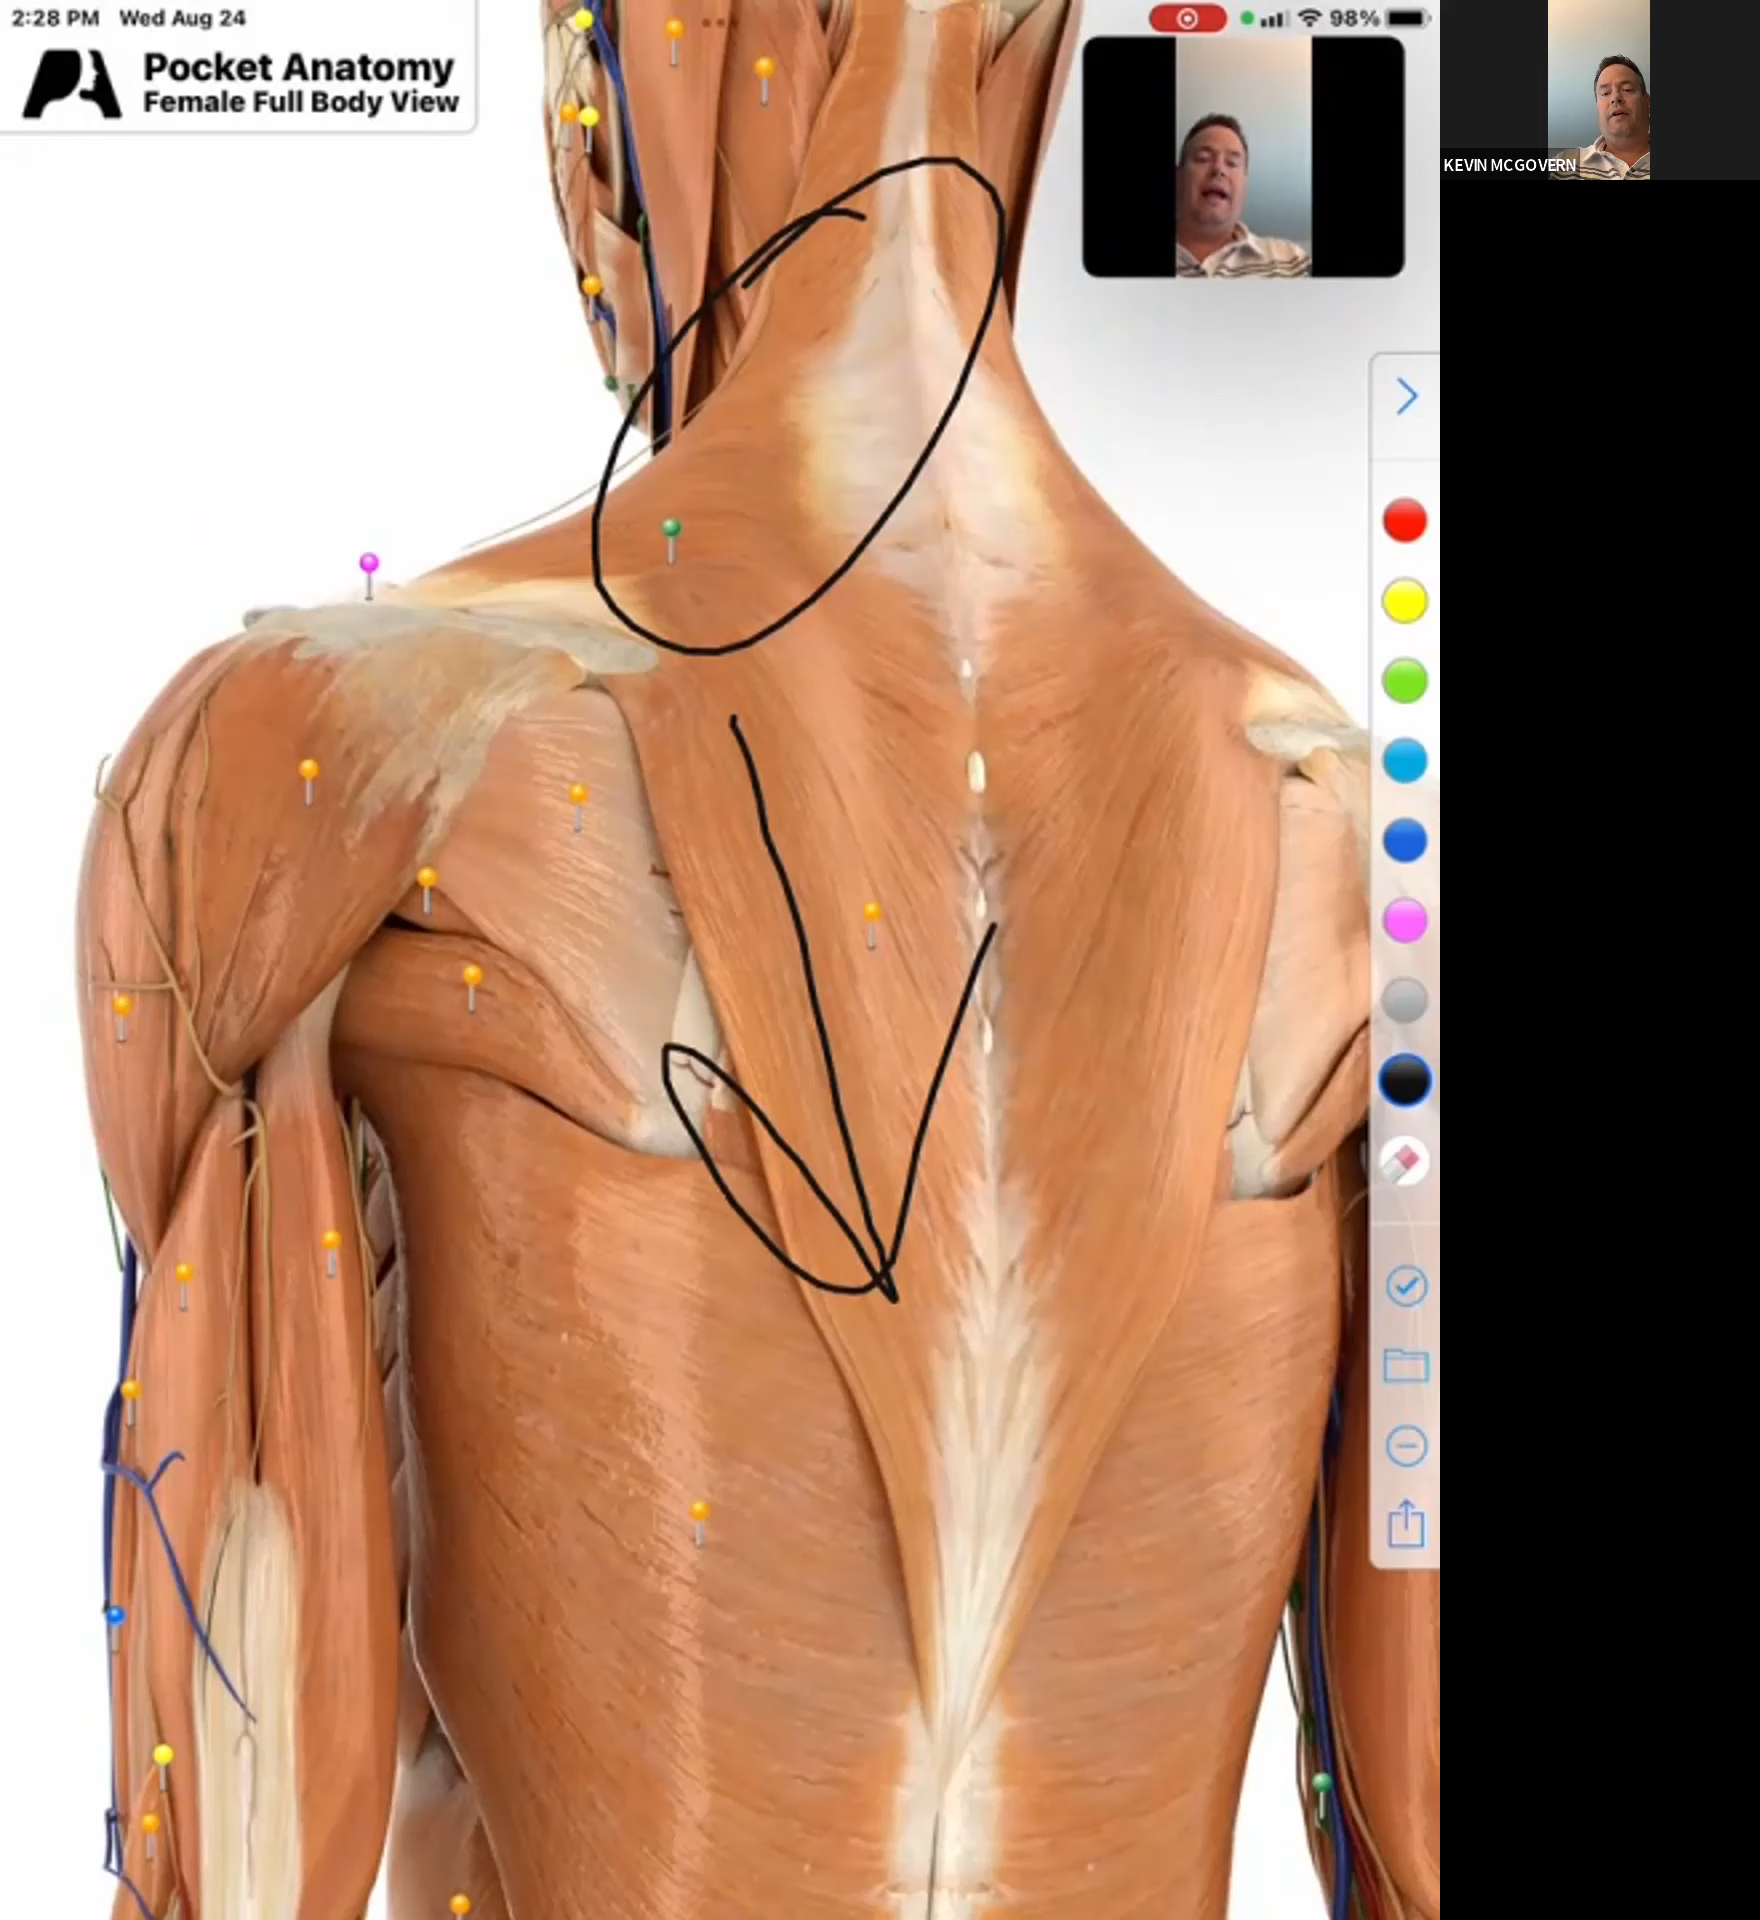 2:28 PM Wed Aug 24
98%
Pocket Anatomy
Female Full Body View
KEVIN MCGOVERN